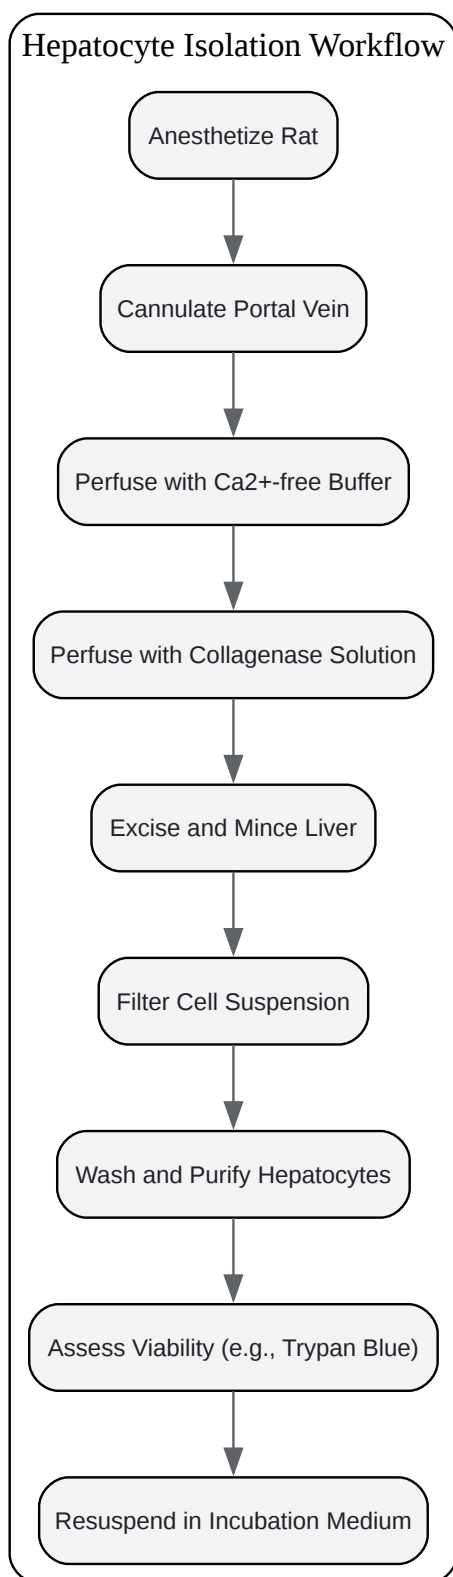 Hepatocyte Isolation Workflow
Anesthetize Rat
Cannulate Portal Vein
Perfuse with Ca2+-free Buffer
Perfuse with Collagenase Solution
Excise and Mince Liver
Filter Cell Suspension
Wash and Purify Hepatocytes
Assess Viability (e.g., Trypan Blue)
Resuspend in Incubation Medium